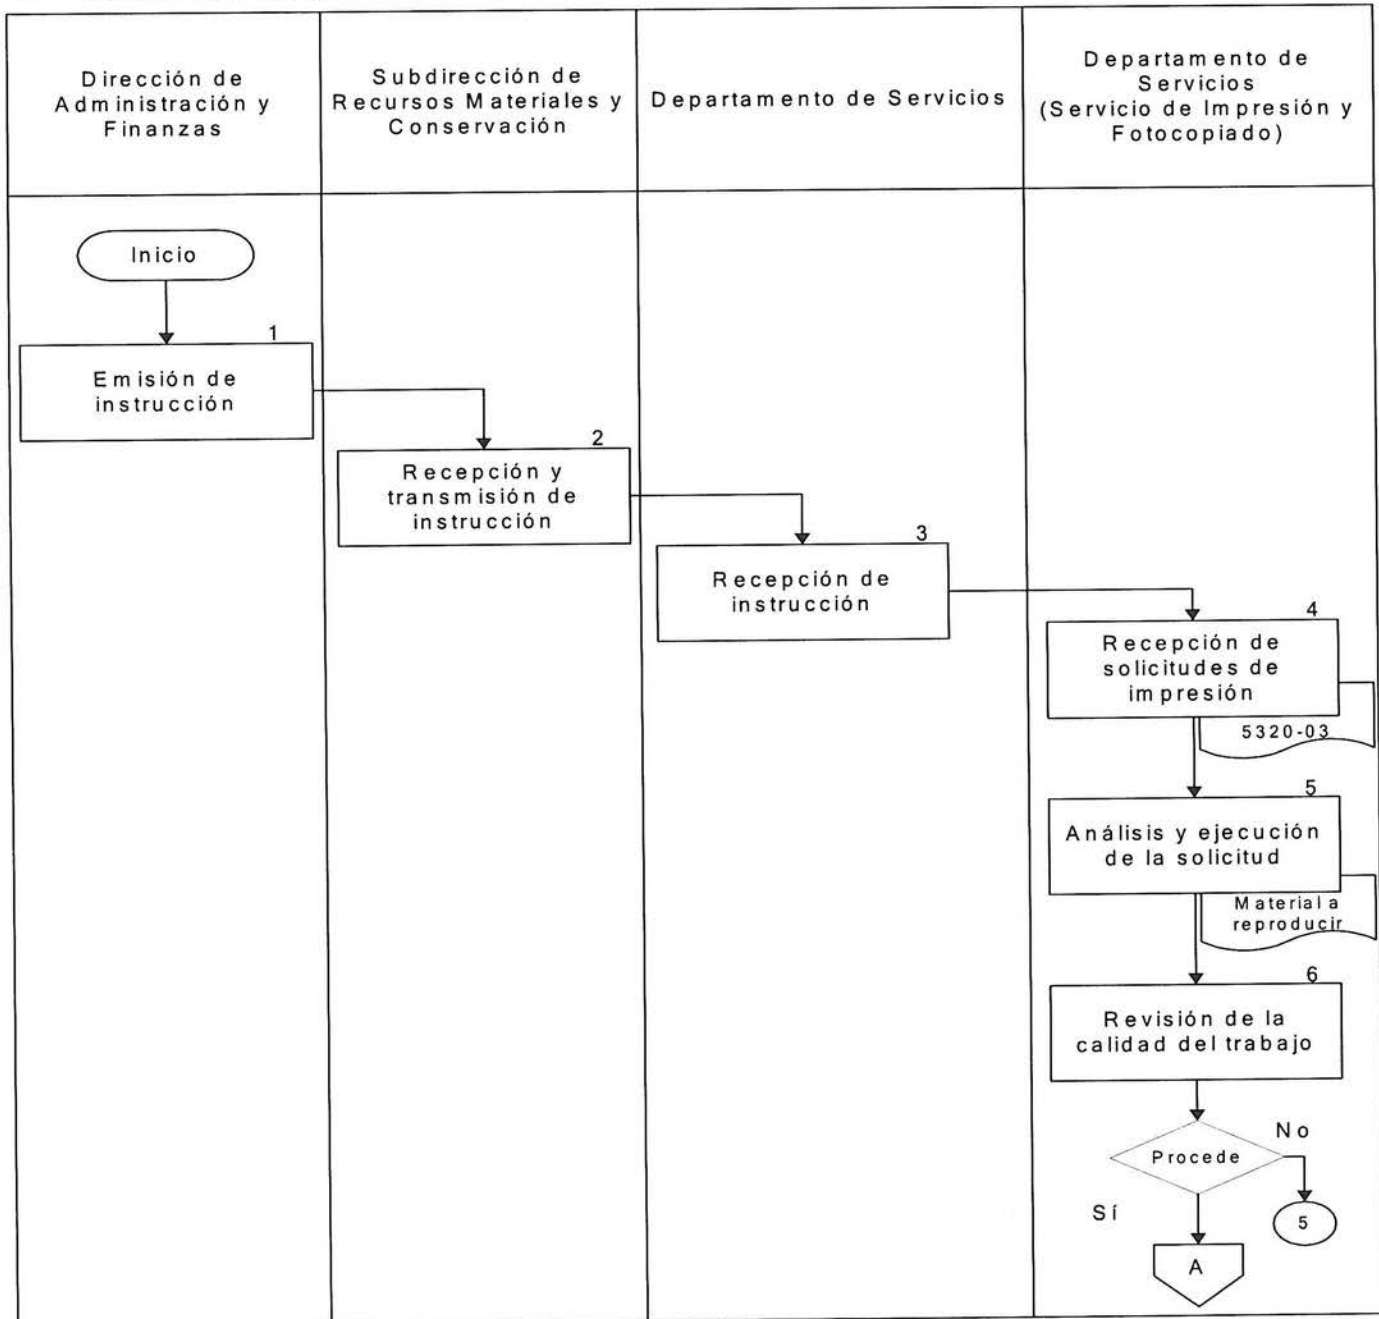 Dirección de
Administración y
Finanzas
Subdirección de
Recursos Materiales y
Conservación
Departamento de Servicios
Departamento de
Servicios
(Servicio de Impresión y
Fotocopiado)
Inicio
1
Emisión de
instrucción
2
Recepción y
transmisión de
instrucción
3
Recepción de
instrucción
4
Recepción de
solicitudes de
impresión
5320-03
5
Análisis y ejecución
de la solicitud
Material a
reproducir
6
Revisión de la
calidad del trabajo
Procede
No
Sí
5
A